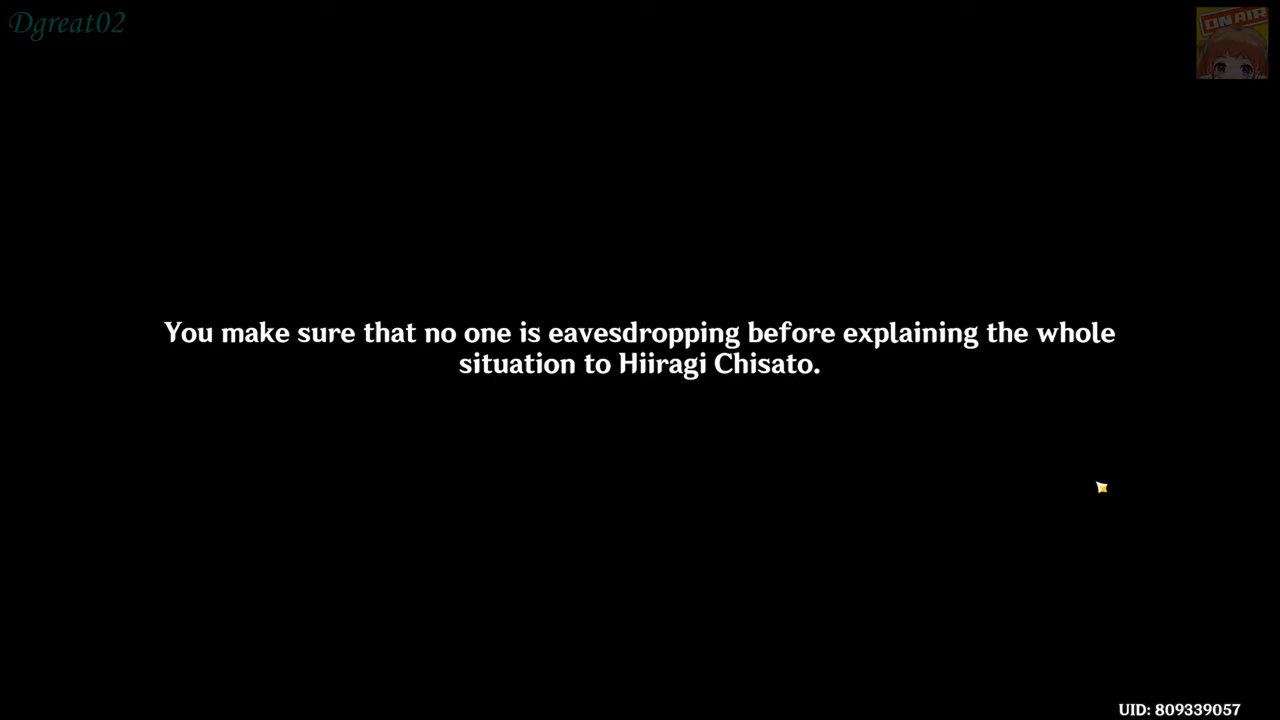 Dgreat02
ON AIR
You make sure that no one is eavesdropping before explaining the whole
situation to Hiiragi Chisato.
UID: 809339057